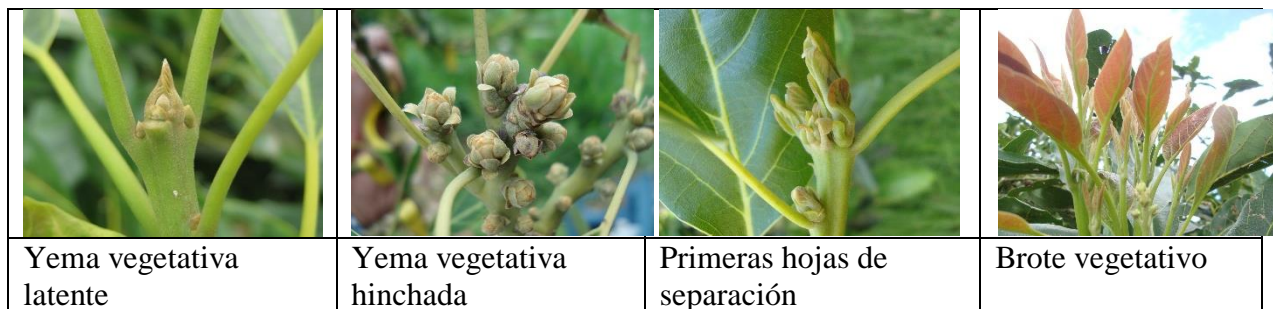 Yema vegetativa
latente
Yema vegetativa
hinchada
Primeras hojas de
separación
Brote vegetativo